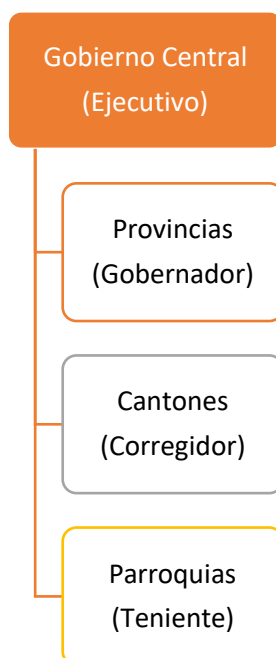 Gobierno Central
(Ejecutivo)
Provincias
(Gobernador)
Cantones
(Corregidor)
Parroquias
(Teniente)